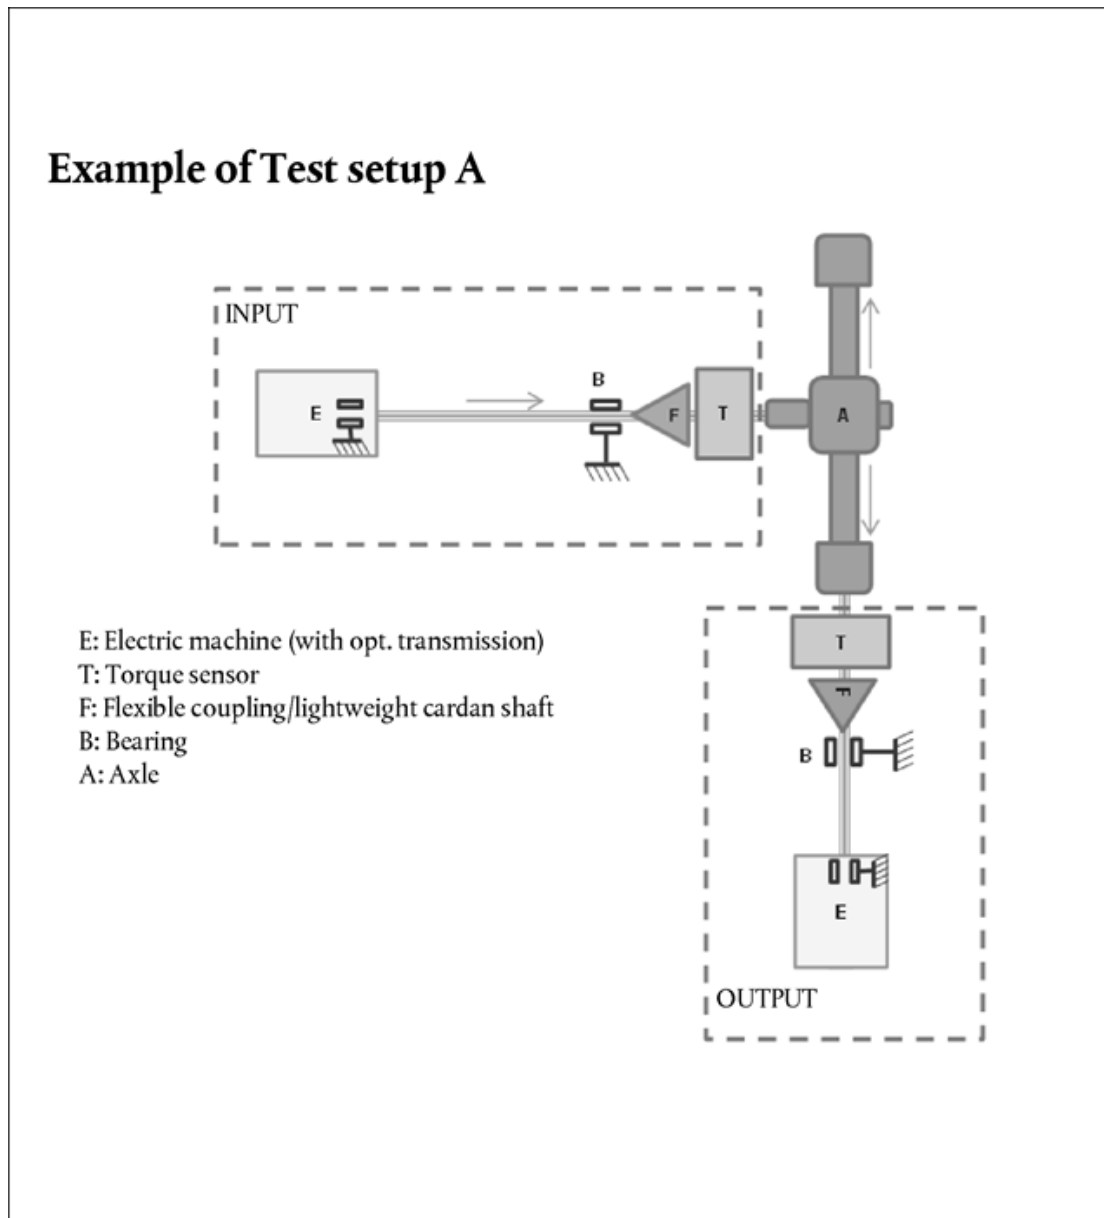 Example of Test setup A
INPUT
B
E
F
T
A
E: Electric machine (with opt. transmission)
T: Torque sensor
F: Flexible coupling/lightweight cardan shaft
B: Bearing
A: Axle
T
F
B
E
OUTPUT